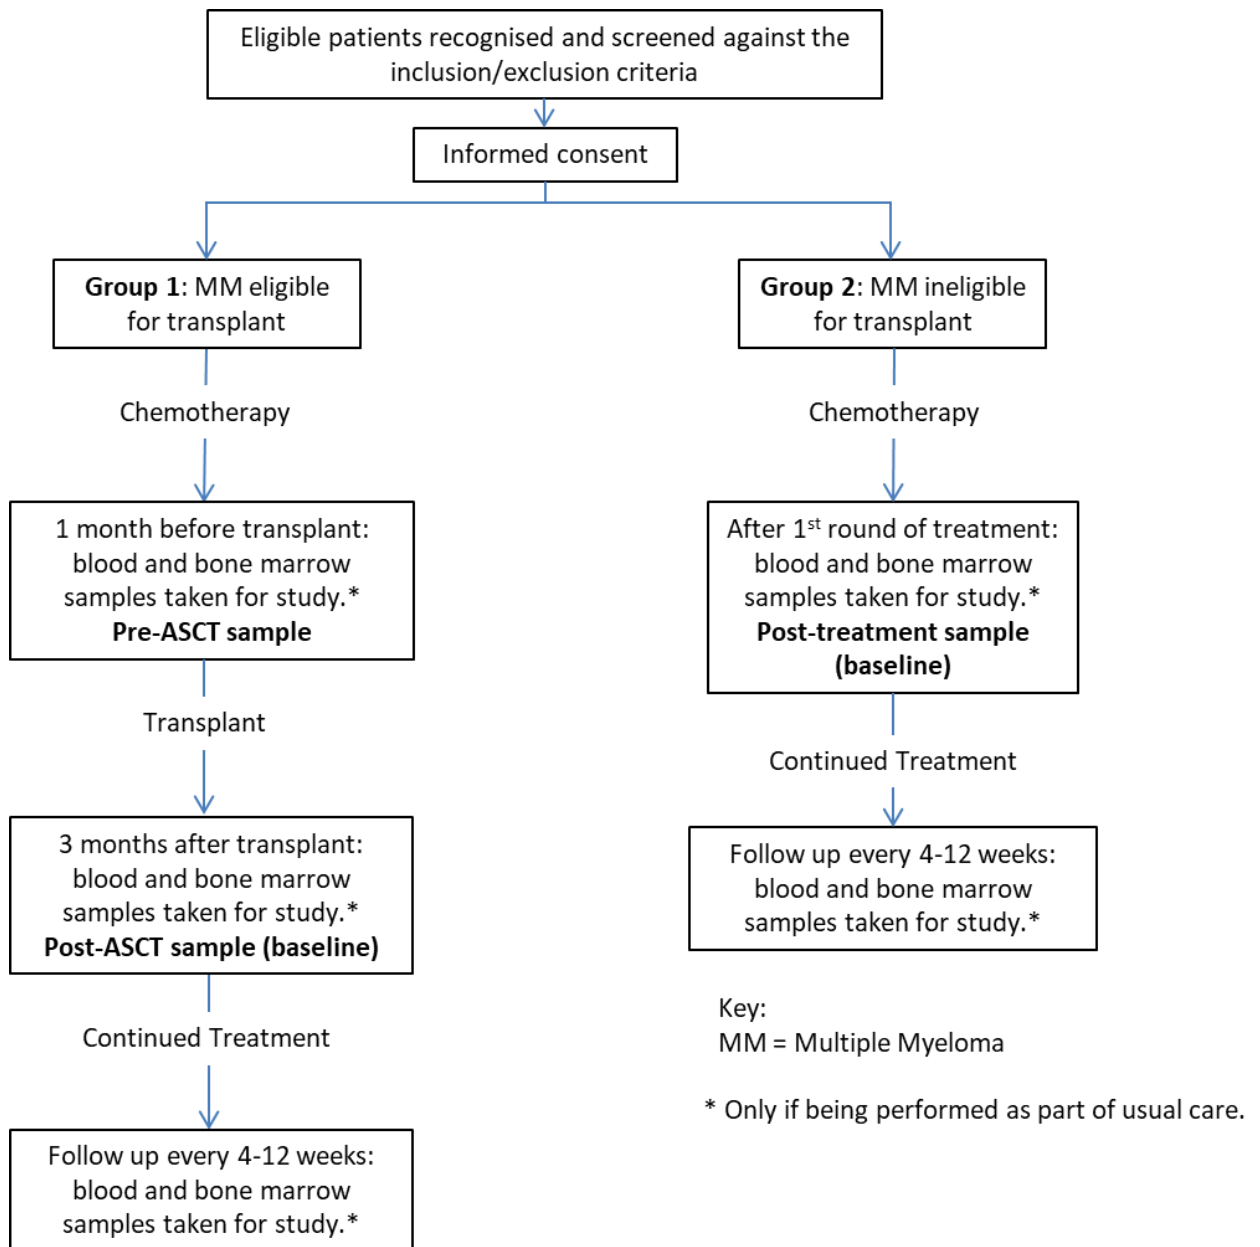 Eligible patients recognised and screened against the
inclusion/exclusion criteria
Informed consent
Group 1: MM eligible
for transplant
Chemotherapy
1 month before transplant:
blood and bone marrow
samples taken for study.*
Pre-ASCT sample
Transplant
3 months after transplant:
blood and bone marrow
samples taken for study.*
Post-ASCT sample (baseline)
Continued Treatment
Follow up every 4-12 weeks:
blood and bone marrow
samples taken for study.*
Group 2: MM ineligible
for transplant
Chemotherapy
After 1st round of treatment:
blood and bone marrow
samples taken for study.*
Post-treatment sample
(baseline)
Continued Treatment
Follow up every 4-12 weeks:
blood and bone marrow
samples taken for study.*
Key:
MM = Multiple Myeloma
* Only if being performed as part of usual care.